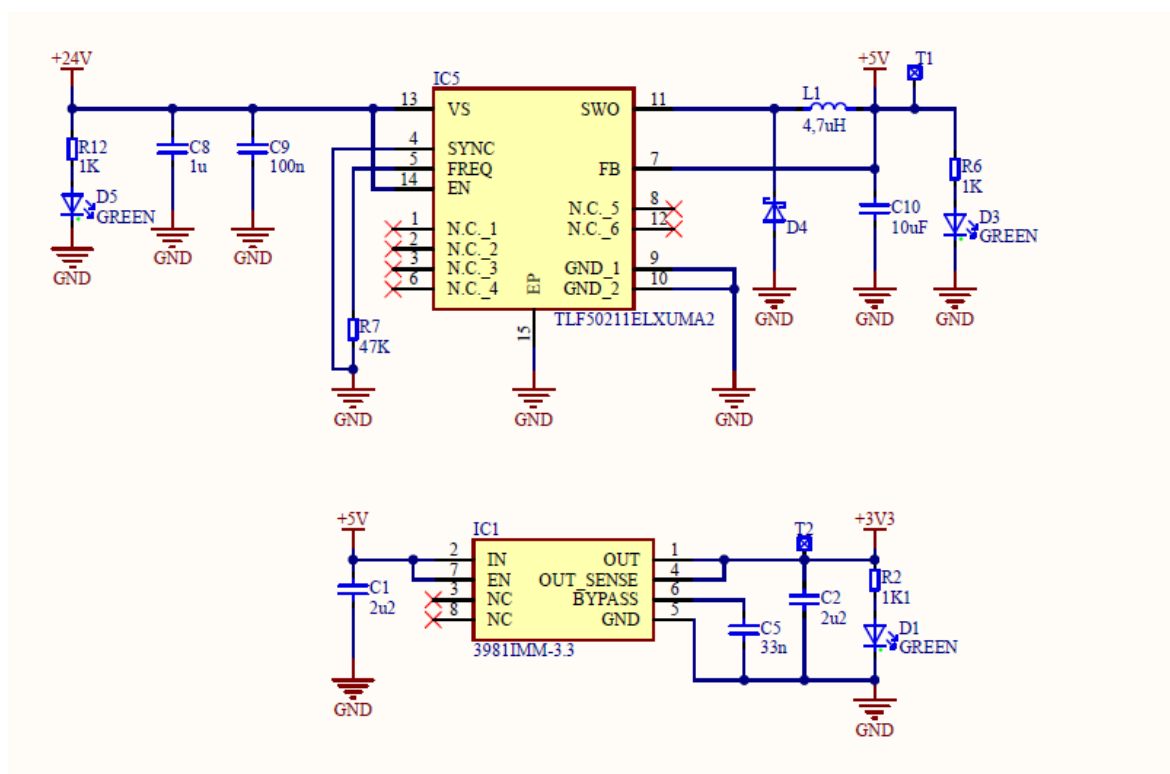 +24V
R12
1K
D5
GREEN
GND
C8
1u
GND
C9
100n
GND
IC5
13 VS
4 SYNC
5 FREQ
14 EN
1 N.C._1
2 N.C._2
3 N.C._3
6 N.C._4
SWO 11
FB 7
N.C._5 8
N.C._6 12
GND_1 9
GND_2 10
EP
15
TLF50211ELXUMA2
R7
47K
GND
GND
GND
L1
4,7uH
D4
GND
+5V
T1
C10
10uF
GND
R6
1K
D3
GREEN
GND
+5V
C1
2u2
GND
IC1
2 IN
7 EN
3 NC
8 NC
OUT 1
OUT_SENSE 4
BYPASS 6
GND 5
3981IMM-3.3
C5
33n
T2
C2
2u2
+3V3
R2
1K1
D1
GREEN
GND